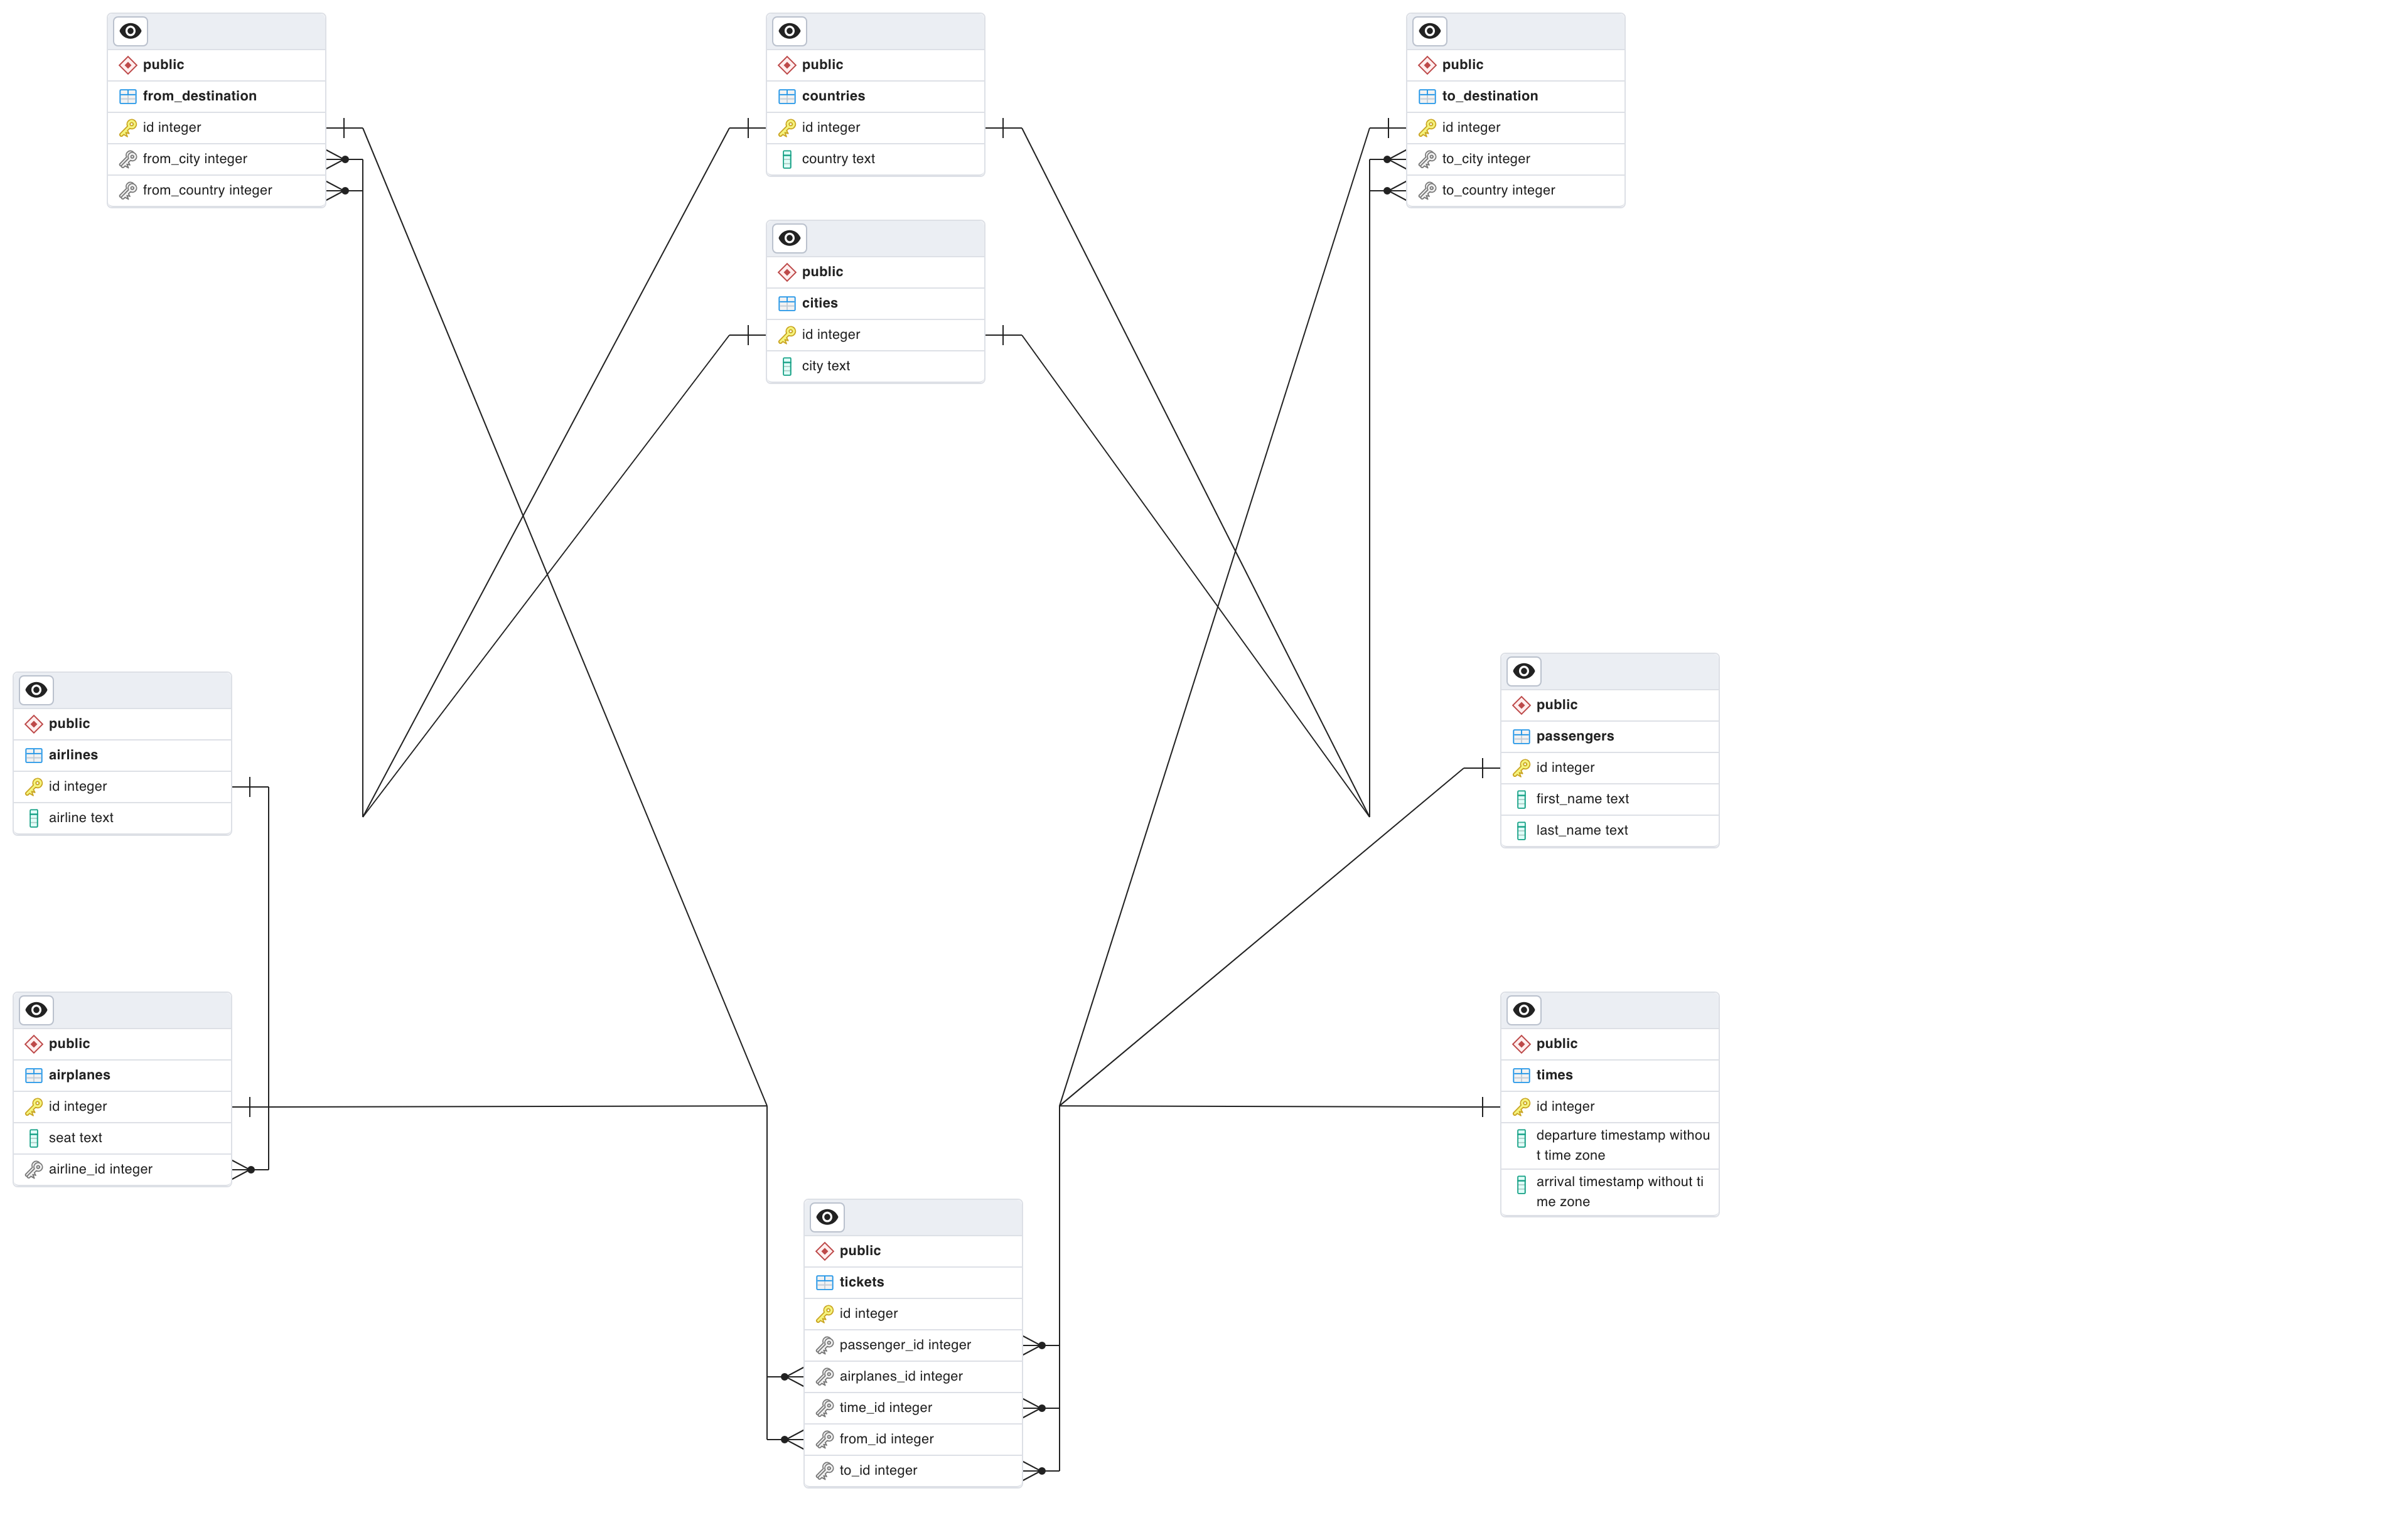 public
from_destination
id integer
from_city integer
from_country integer
public
countries
id integer
country text
public
to_destination
id integer
to_city integer
to_country integer
public
cities
id integer
city text
public
airlines
id integer
airline text
public
passengers
id integer
first_name text
last_name text
public
airplanes
id integer
seat text
airline_id integer
public
times
id integer
departure timestamp withou
t time zone
arrival timestamp without ti
me zone
public
tickets
id integer
passenger_id integer
airplanes_id integer
time_id integer
from_id integer
to_id integer